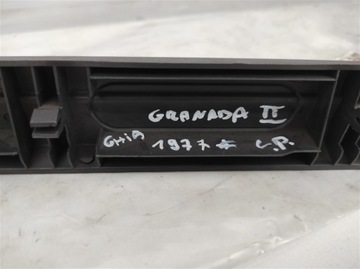 GRANADA II
GHiA 1977 L.P.